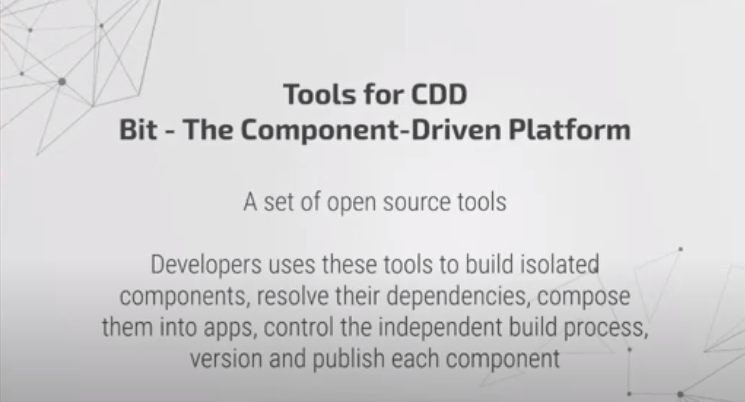 Tools for CDD
Bit - The Component-Driven Platform
A set of open source tools
Developers uses these tools to build isolated
components, resolve their dependencies, compose
them into apps, control the independent build process,
version and publish each component